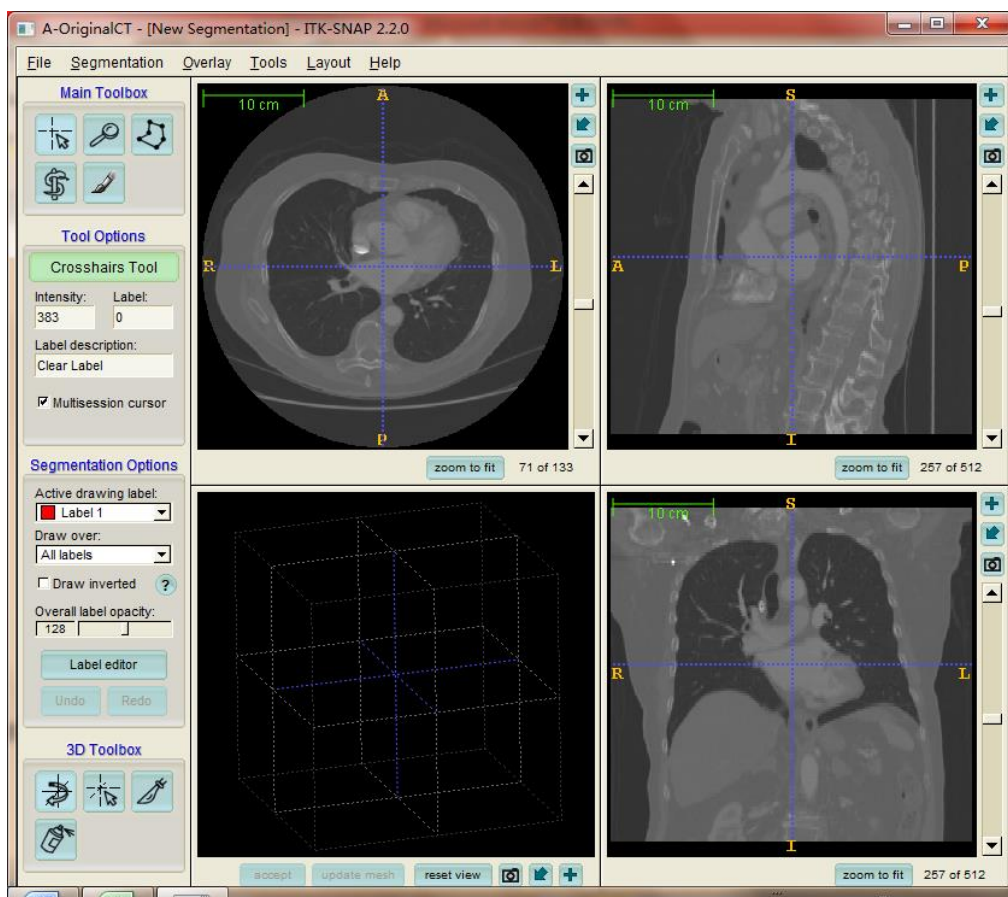 A-OriginalCT - [New Segmentation] - ITK-SNAP 2.2.0
File Segmentation Overlay Tools Layout Help
Main Toolbox
Tool Options
Crosshairs Tool
Intensity: Label:
383 0
Label description:
Clear Label
Multisession cursor
Segmentation Options
Active drawing label:
Label 1
Draw over:
All labels
Draw inverted ?
Overall label opacity:
128
Label editor
Undo Redo
3D Toolbox
10 cm
A
R L
P
zoom to fit 71 of 133
10 cm
S
A P
I
zoom to fit 257 of 512
accept update mesh reset view
10 cm
S
R L
I
zoom to fit 257 of 512